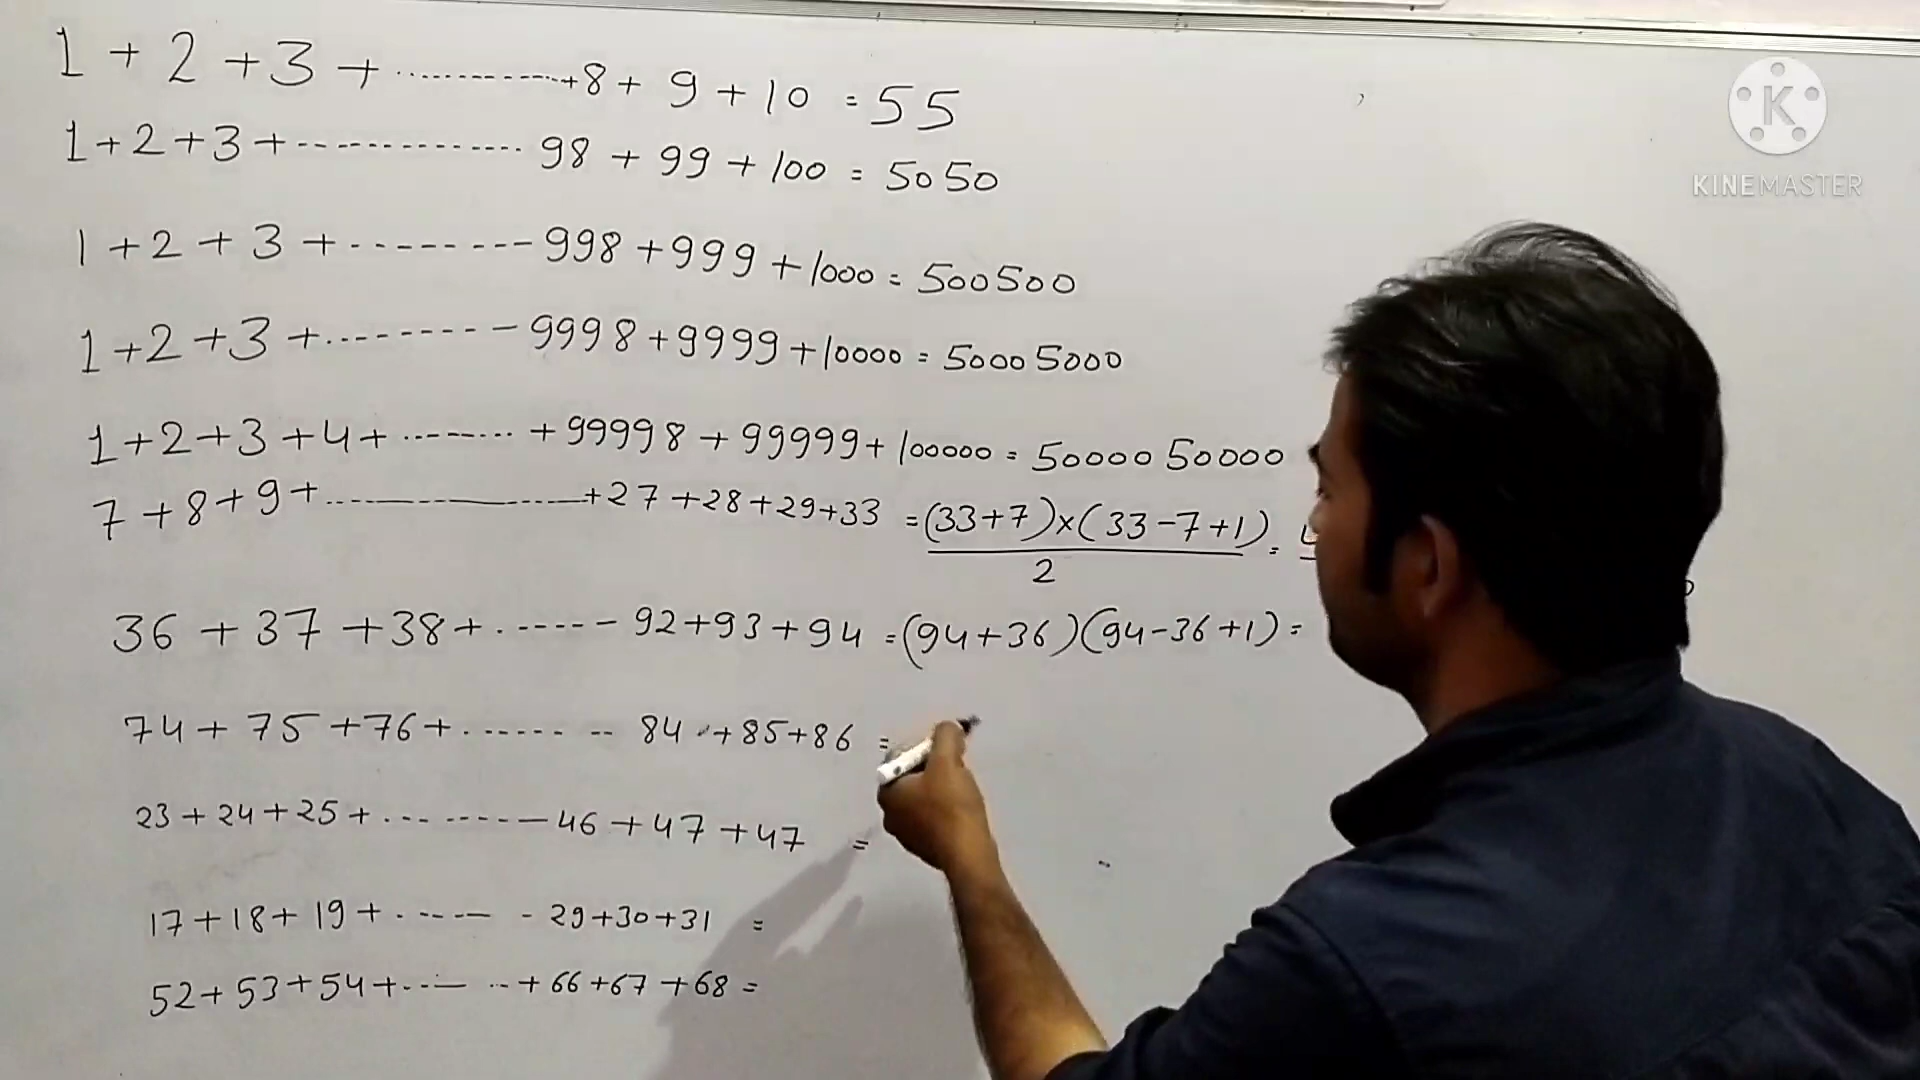 1 + 2 + 3 + ............ +8 + 9 + 10 = 55
1+2+3+ ------------- 98 + 99 + 100 = 5050
1 +2 + 3 + -------- 998 +999 +1000 = 500500
1+2 +3 + -------- 9998 +9999 +10000 = 50005000
1+2+3 +4+ -------- + 99998 + 99999+ 100000 = 5000050000
7 +8+9+ ------------ +27 +28+29+33 = (33+7)x(33-7+1) =
2
36 + 37 +38+ ------ 92+93+94 = (94+36)(94-36+1) =
74+ 75 +76+ ........ 84 +85+86 =
23+24+25+ ... ------ 46 +47 +47 =
17+18+ 19+ ------ - 29+30+31 =
52+53+54+ ------ +66+67 +68 =
K
KINEMASTER